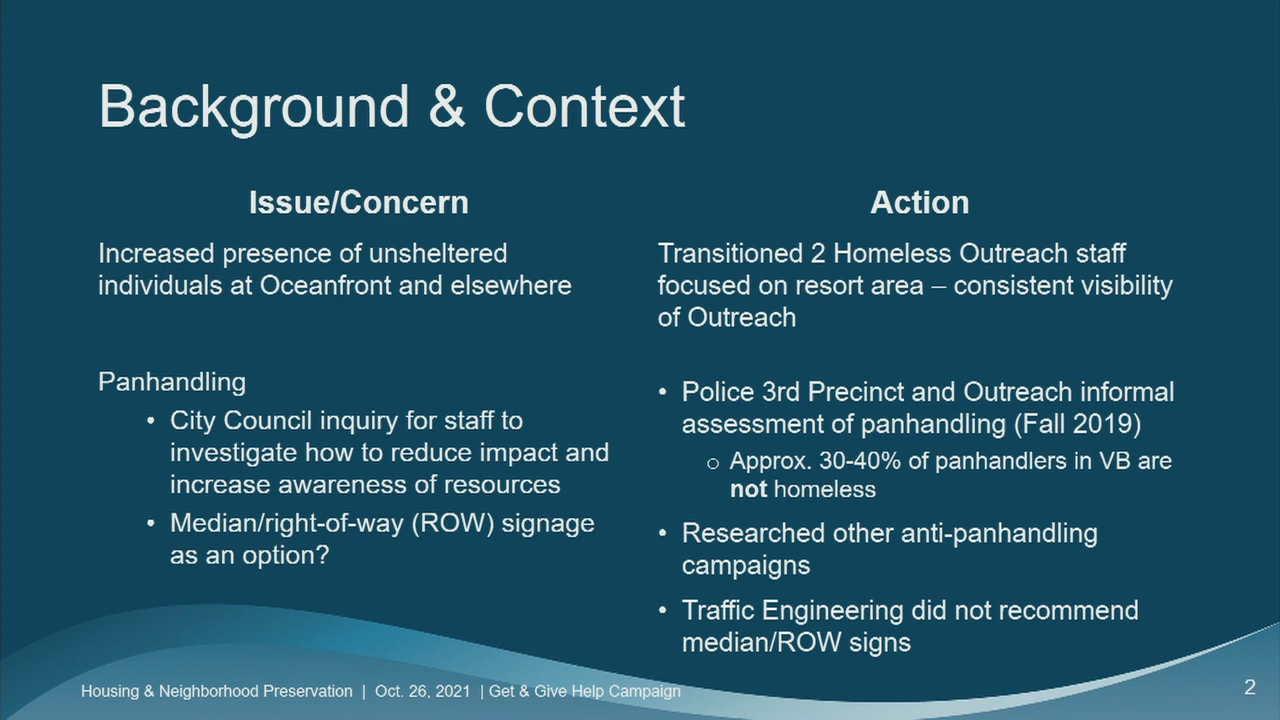 Background & Context
Issue/Concern
Increased presence of unsheltered
individuals at Oceanfront and elsewhere
Panhandling
• City Council inquiry for staff to
investigate how to reduce impact and
increase awareness of resources
• Median/right-of-way (ROW) signage
as an option?
Action
Transitioned 2 Homeless Outreach staff
focused on resort area – consistent visibility
of Outreach
• Police 3rd Precinct and Outreach informal
assessment of panhandling (Fall 2019)
o Approx. 30-40% of panhandlers in VB are
not homeless
• Researched other anti-panhandling
campaigns
• Traffic Engineering did not recommend
median/ROW signs
Housing & Neighborhood Preservation | Oct. 26, 2021 | Get & Give Help Campaign
2